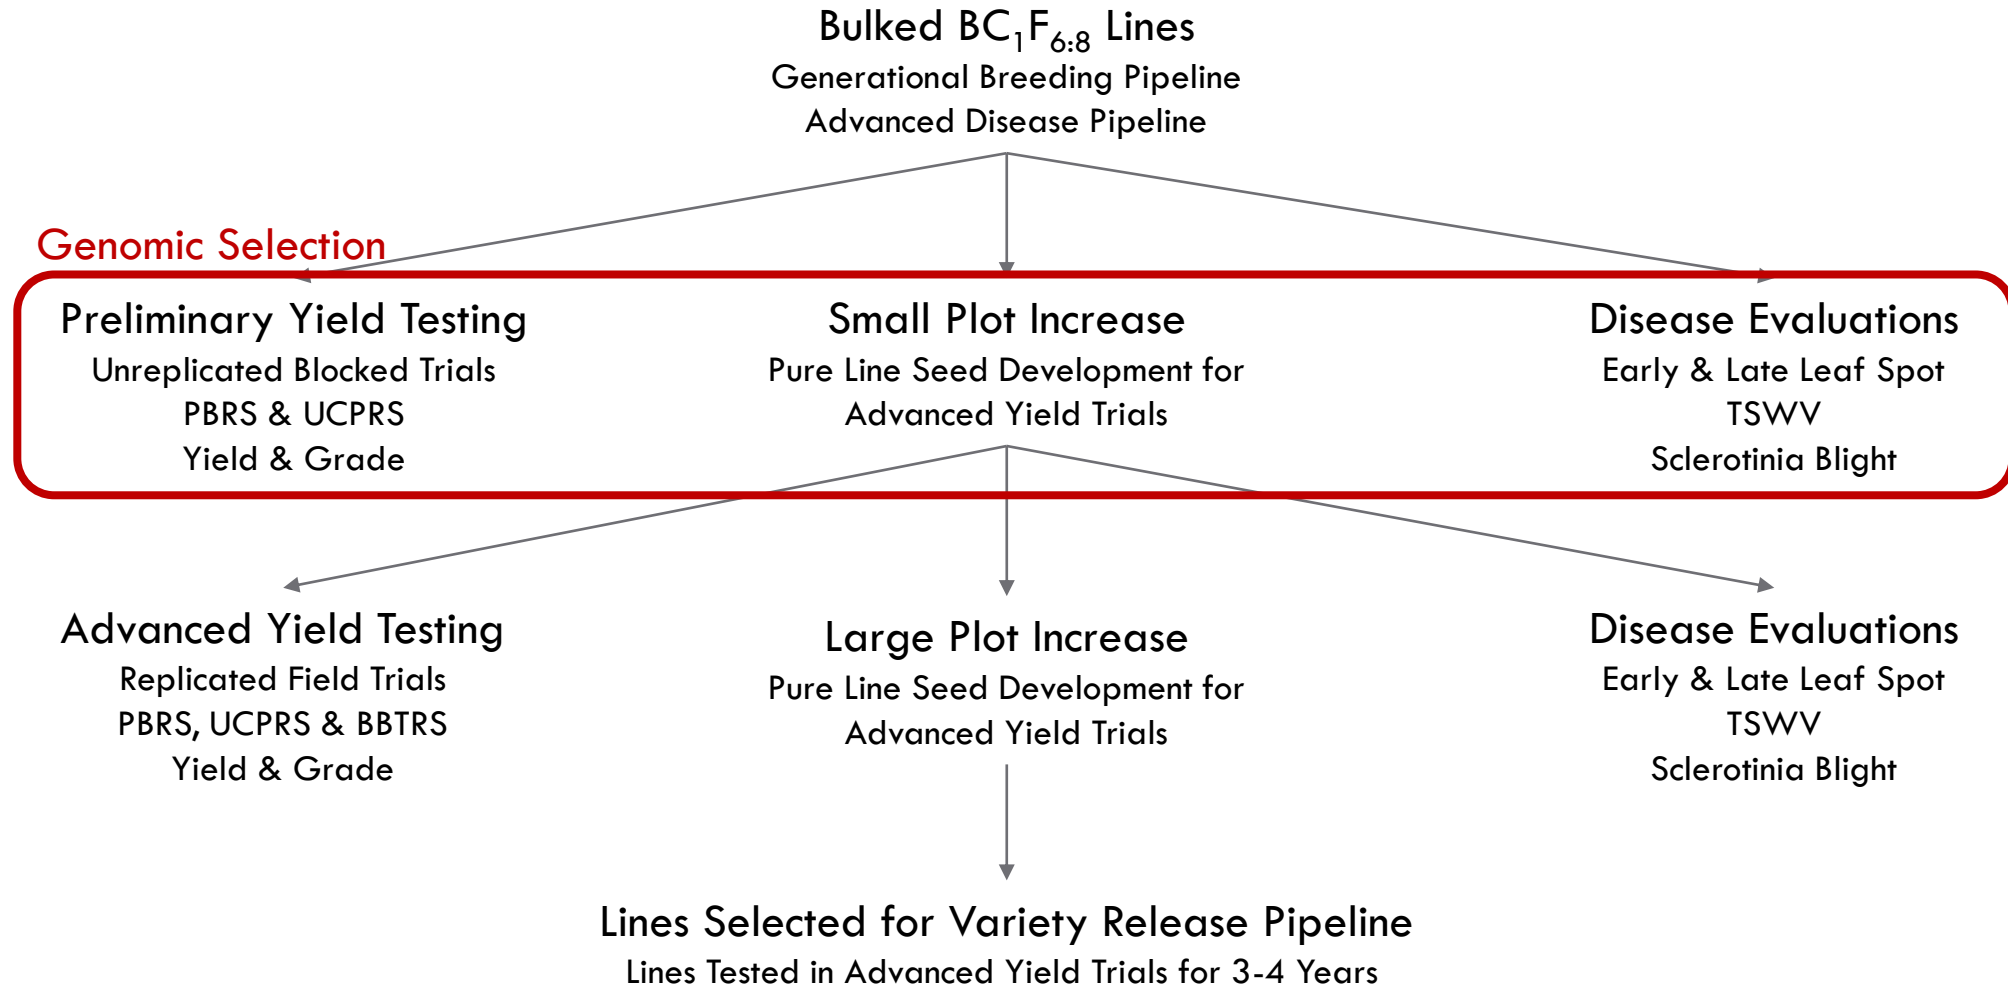 Bulked BC₁F₆:₈ Lines
Generational Breeding Pipeline
Advanced Disease Pipeline
Genomic Selection
Preliminary Yield Testing
Unreplicated Blocked Trials
PBRS & UCPRS
Yield & Grade
Small Plot Increase
Pure Line Seed Development for
Advanced Yield Trials
Disease Evaluations
Early & Late Leaf Spot
TSWV
Sclerotinia Blight
Advanced Yield Testing
Replicated Field Trials
PBRS, UCPRS & BBTRS
Yield & Grade
Large Plot Increase
Pure Line Seed Development for
Advanced Yield Trials
Disease Evaluations
Early & Late Leaf Spot
TSWV
Sclerotinia Blight
Lines Selected for Variety Release Pipeline
Lines Tested in Advanced Yield Trials for 3-4 Years